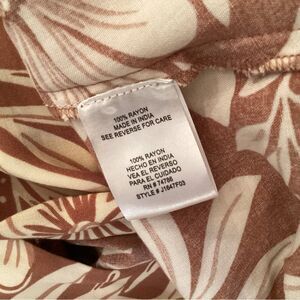 100% RAYON
MADE IN INDIA
SEE REVERSE FOR CARE
100% RAYON
HECHO EN INDIA
VEA EL REVERSO
PARA EL CUIDADO
RN # 74766
STYLE # J1647F03